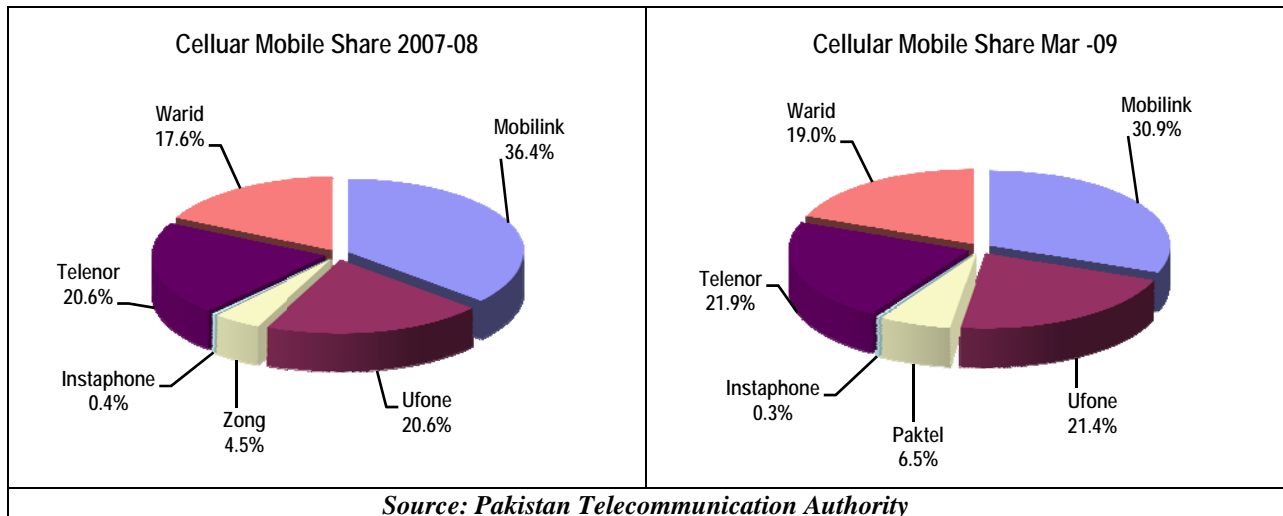 Celluar Mobile Share 2007-08
Warid
17.6%
Mobilink
36.4%
Telenor
20.6%
Instaphone
0.4%
Zong
4.5%
Ufone
20.6%
Cellular Mobile Share Mar -09
Warid
19.0%
Mobilink
30.9%
Telenor
21.9%
Instaphone
0.3%
Paktel
6.5%
Ufone
21.4%
Source: Pakistan Telecommunication Authority